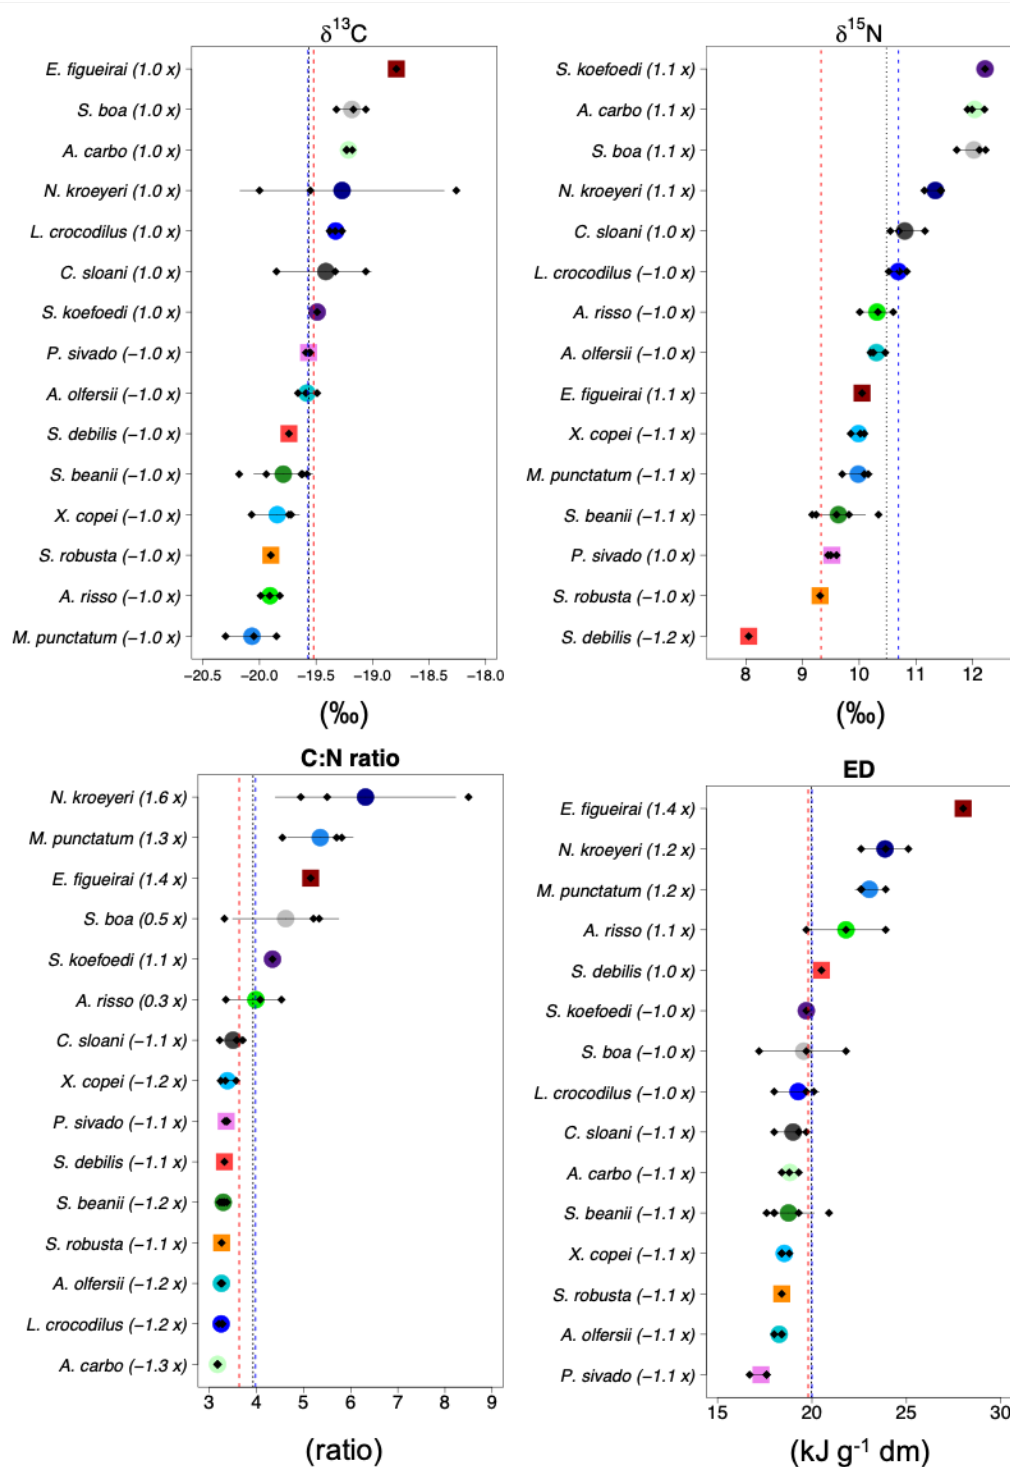 δ¹³C
E. figueirai (1.0 x)
S. boa (1.0 x)
A. carbo (1.0 x)
N. kroeyeri (1.0 x)
L. crocodilus (1.0 x)
C. sloani (1.0 x)
S. koefoedi (1.0 x)
P. sivado (−1.0 x)
A. olfersii (−1.0 x)
S. debilis (−1.0 x)
S. beanii (−1.0 x)
X. copei (−1.0 x)
S. robusta (−1.0 x)
A. risso (−1.0 x)
M. punctatum (−1.0 x)
−20.5 −20.0 −19.5 −19.0 −18.5 −18.0
(‰)
δ¹⁵N
S. koefoedi (1.1 x)
A. carbo (1.1 x)
S. boa (1.1 x)
N. kroeyeri (1.1 x)
C. sloani (1.1 x)
L. crocodilus (−1.0 x)
A. risso (−1.0 x)
A. olfersii (−1.0 x)
E. figueirai (1.1 x)
X. copei (−1.1 x)
M. punctatum (−1.1 x)
S. beanii (−1.1 x)
P. sivado (1.0 x)
S. robusta (−1.0 x)
S. debilis (−1.2 x)
8 9 10 11 12
(‰)
C:N ratio
N. kroeyeri (1.6 x)
M. punctatum (1.3 x)
E. figueirai (1.4 x)
S. boa (0.5 x)
S. koefoedi (1.1 x)
A. risso (0.3 x)
C. sloani (−1.1 x)
X. copei (−1.2 x)
P. sivado (−1.1 x)
S. debilis (−1.1 x)
S. beanii (−1.2 x)
S. robusta (−1.1 x)
A. olfersii (−1.2 x)
L. crocodilus (−1.2 x)
A. carbo (−1.3 x)
3 4 5 6 7 8 9
(ratio)
ED
E. figueirai (1.4 x)
N. kroeyeri (1.2 x)
M. punctatum (1.2 x)
A. risso (1.1 x)
S. debilis (1.0 x)
S. koefoedi (−1.0 x)
S. boa (−1.0 x)
L. crocodilus (−1.0 x)
C. sloani (−1.1 x)
A. carbo (−1.1 x)
S. beanii (−1.1 x)
X. copei (−1.1 x)
S. robusta (−1.1 x)
A. olfersii (−1.1 x)
P. sivado (−1.1 x)
15 20 25 30
(kJ g⁻¹ dm)